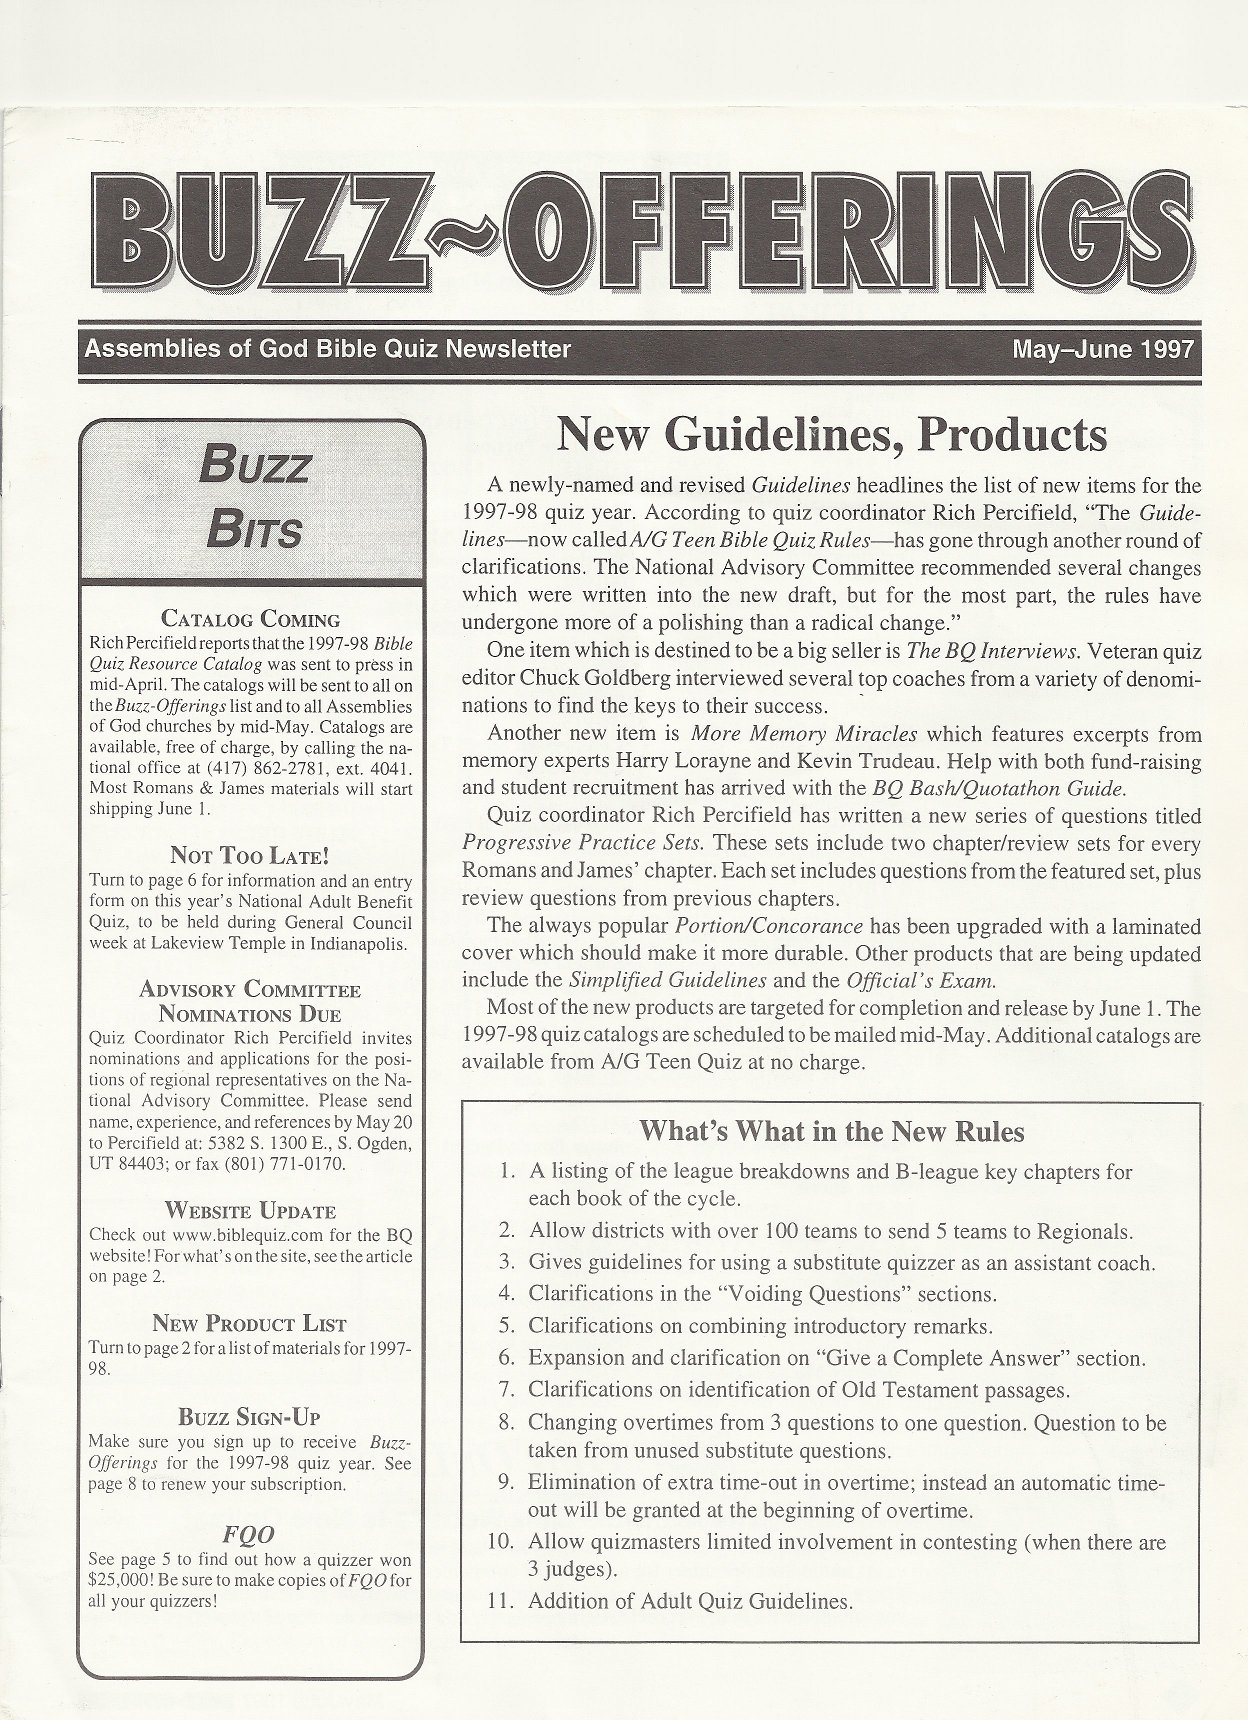 BUZZ~OFFERINGS
Assemblies of God Bible Quiz Newsletter May–June 1997
BUZZ
BITS
CATALOG COMING
Rich Percifield reports that the 1997-98 Bible
Quiz Resource Catalog was sent to press in
mid-April. The catalogs will be sent to all on
the Buzz-Offerings list and to all Assemblies
of God churches by mid-May. Catalogs are
available, free of charge, by calling the na-
tional office at (417) 862-2781, ext. 4041.
Most Romans & James materials will start
shipping June 1.
NOT TOO LATE!
Turn to page 6 for information and an entry
form on this year's National Adult Benefit
Quiz, to be held during General Council
week at Lakeview Temple in Indianapolis.
ADVISORY COMMITTEE
NOMINATIONS DUE
Quiz Coordinator Rich Percifield invites
nominations and applications for the posi-
tions of regional representatives on the Na-
tional Advisory Committee. Please send
name, experience, and references by May 20
to Percifield at: 5382 S. 1300 E., S. Ogden,
UT 84403; or fax (801) 771-0170.
WEBSITE UPDATE
Check out www.biblequiz.com for the BQ
website! For what's on the site, see the article
on page 2.
NEW PRODUCT LIST
Turn to page 2 for a list of materials for 1997-
98.
BUZZ SIGN-UP
Make sure you sign up to receive Buzz-
Offerings for the 1997-98 quiz year. See
page 8 to renew your subscription.
FQO
See page 5 to find out how a quizzer won
$25,000! Be sure to make copies of FQO for
all your quizzers!
New Guidelines, Products
A newly-named and revised Guidelines headlines the list of new items for the
1997-98 quiz year. According to quiz coordinator Rich Percifield, “The Guide-
lines—now called A/G Teen Bible Quiz Rules—has gone through another round of
clarifications. The National Advisory Committee recommended several changes
which were written into the new draft, but for the most part, the rules have
undergone more of a polishing than a radical change.”
One item which is destined to be a big seller is The BQ Interviews. Veteran quiz
editor Chuck Goldberg interviewed several top coaches from a variety of denomi-
nations to find the keys to their success.
Another new item is More Memory Miracles which features excerpts from
memory experts Harry Lorayne and Kevin Trudeau. Help with both fund-raising
and student recruitment has arrived with the BQ Bash/Quotathon Guide.
Quiz coordinator Rich Percifield has written a new series of questions titled
Progressive Practice Sets. These sets include two chapter/review sets for every
Romans and James' chapter. Each set includes questions from the featured set, plus
review questions from previous chapters.
The always popular Portion/Concorance has been upgraded with a laminated
cover which should make it more durable. Other products that are being updated
include the Simplified Guidelines and the Official's Exam.
Most of the new products are targeted for completion and release by June 1. The
1997-98 quiz catalogs are scheduled to be mailed mid-May. Additional catalogs are
available from A/G Teen Quiz at no charge.
What's What in the New Rules
1. A listing of the league breakdowns and B-league key chapters for
each book of the cycle.
2. Allow districts with over 100 teams to send 5 teams to Regionals.
3. Gives guidelines for using a substitute quizzer as an assistant coach.
4. Clarifications in the “Voiding Questions” sections.
5. Clarifications on combining introductory remarks.
6. Expansion and clarification on “Give a Complete Answer” section.
7. Clarifications on identification of Old Testament passages.
8. Changing overtimes from 3 questions to one question. Question to be
taken from unused substitute questions.
9. Elimination of extra time-out in overtime; instead an automatic time-
out will be granted at the beginning of overtime.
10. Allow quizmasters limited involvement in contesting (when there are
3 judges).
11. Addition of Adult Quiz Guidelines.